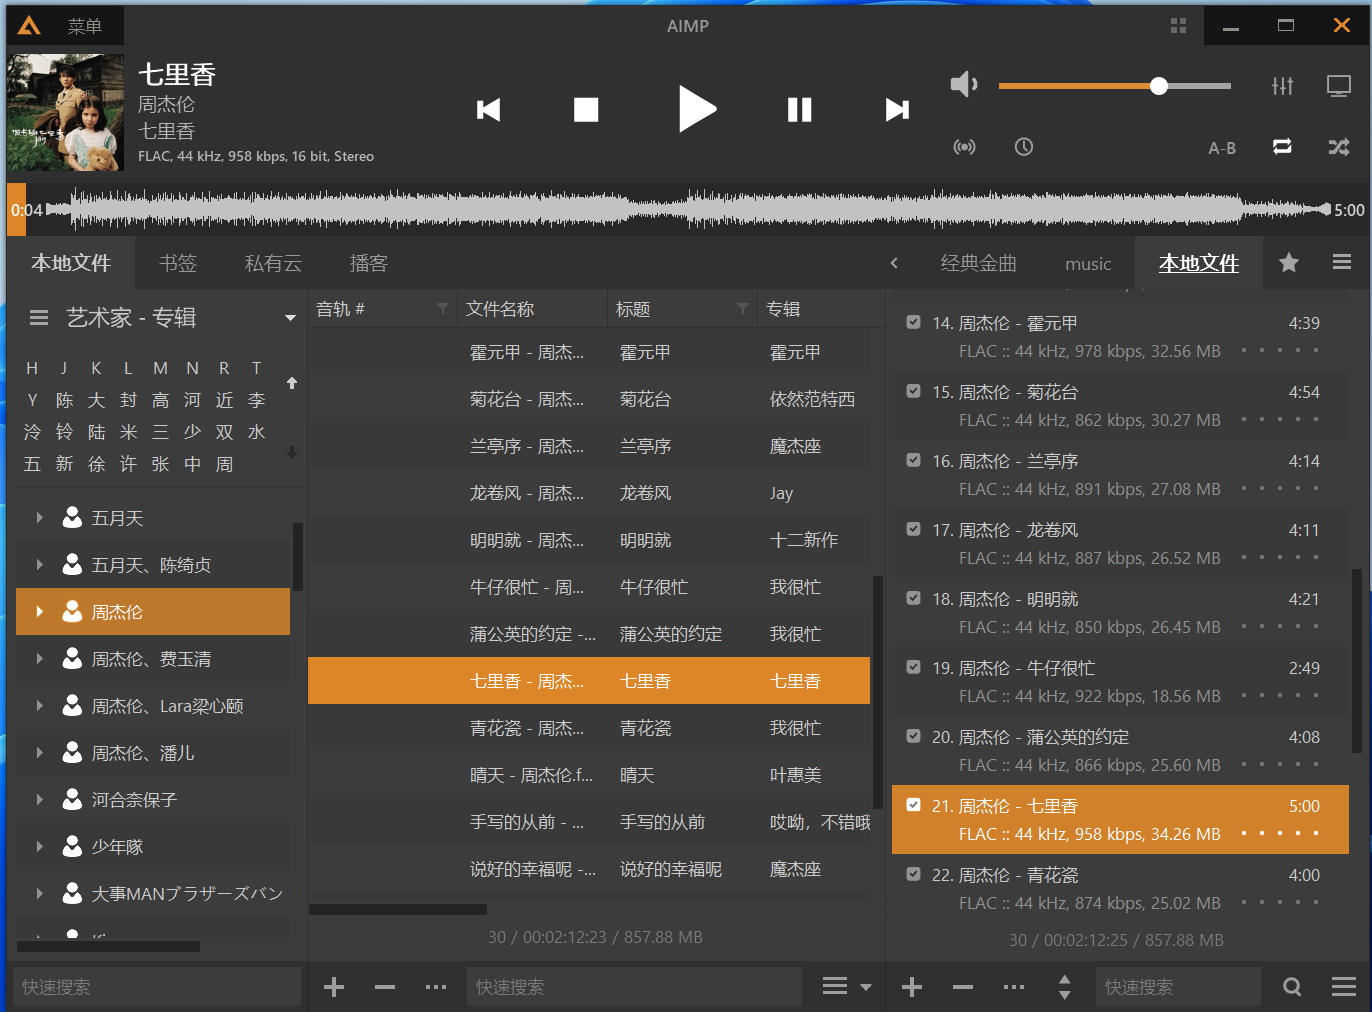 菜单
AIMP
七里香
周杰伦
七里香
FLAC, 44 kHz, 958 kbps, 16 bit, Stereo
A-B
0:04
5:00
本地文件 书签 私有云 播客
经典金曲 music 本地文件
艺术家 - 专辑
H J K L M N R T
Y 陈 大 封 高 河 近 李
泠 铃 陆 米 三 少 双 水
五 新 徐 许 张 中 周
五月天
五月天、陈绮贞
周杰伦
周杰伦、费玉清
周杰伦、Lara梁心颐
周杰伦、潘儿
河合奈保子
少年隊
大事MANブラザーズバン
快速搜索
音轨 # 文件名称 标题 专辑
霍元甲 - 周杰... 霍元甲 霍元甲
菊花台 - 周杰... 菊花台 依然范特西
兰亭序 - 周杰... 兰亭序 魔杰座
龙卷风 - 周杰... 龙卷风 Jay
明明就 - 周杰... 明明就 十二新作
牛仔很忙 - 周... 牛仔很忙 我很忙
蒲公英的约定 -... 蒲公英的约定 我很忙
七里香 - 周杰... 七里香 七里香
青花瓷 - 周杰... 青花瓷 我很忙
晴天 - 周杰伦.f... 晴天 叶惠美
手写的从前 - ... 手写的从前 哎呦，不错哦
说好的幸福呢 -... 说好的幸福呢 魔杰座
30 / 00:02:12:23 / 857.88 MB
快速搜索
14. 周杰伦 - 霍元甲 4:39
FLAC :: 44 kHz, 978 kbps, 32.56 MB
15. 周杰伦 - 菊花台 4:54
FLAC :: 44 kHz, 862 kbps, 30.27 MB
16. 周杰伦 - 兰亭序 4:14
FLAC :: 44 kHz, 891 kbps, 27.08 MB
17. 周杰伦 - 龙卷风 4:11
FLAC :: 44 kHz, 887 kbps, 26.52 MB
18. 周杰伦 - 明明就 4:21
FLAC :: 44 kHz, 850 kbps, 26.45 MB
19. 周杰伦 - 牛仔很忙 2:49
FLAC :: 44 kHz, 922 kbps, 18.56 MB
20. 周杰伦 - 蒲公英的约定 4:08
FLAC :: 44 kHz, 866 kbps, 25.60 MB
21. 周杰伦 - 七里香 5:00
FLAC :: 44 kHz, 958 kbps, 34.26 MB
22. 周杰伦 - 青花瓷 4:00
FLAC :: 44 kHz, 874 kbps, 25.02 MB
30 / 00:02:12:25 / 857.88 MB
快速搜索